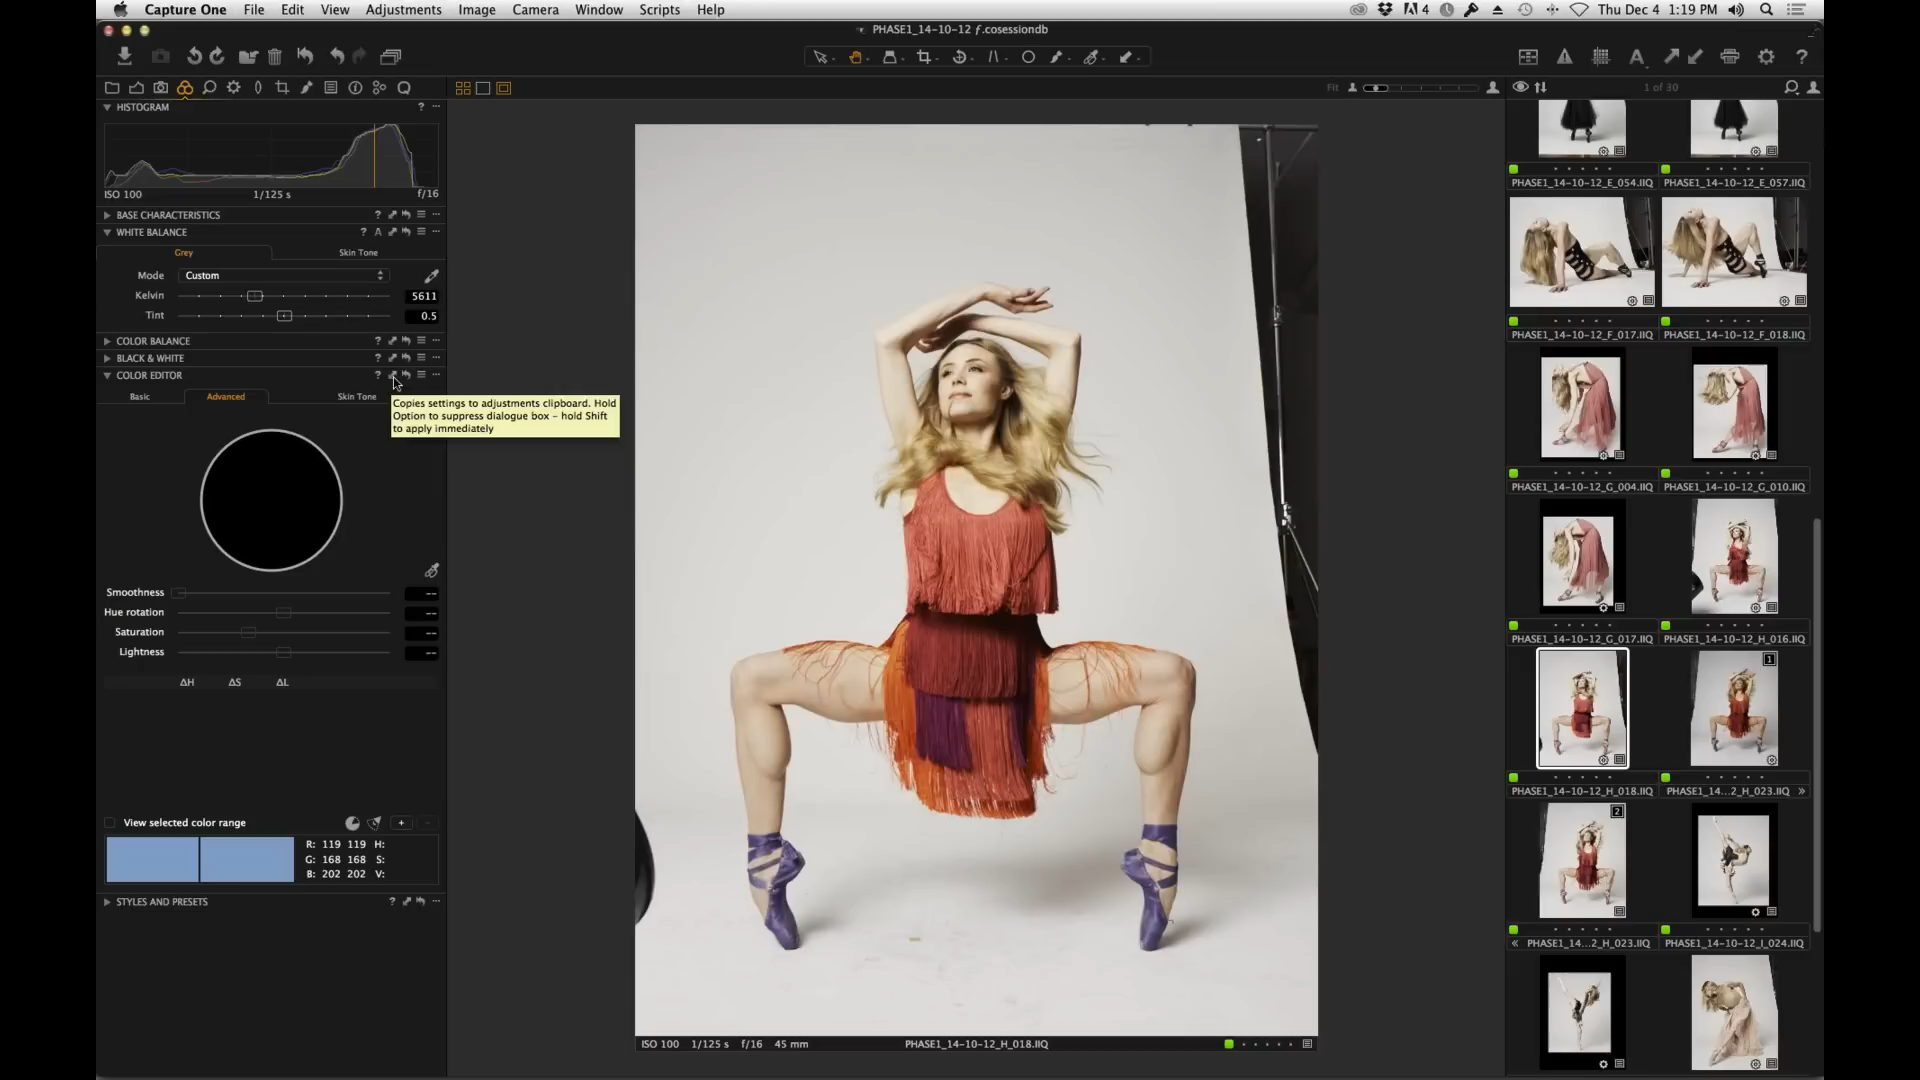 Capture One File Edit View Adjustments Image Camera Window Scripts Help
4 Thu Dec 4 1:19 PM
PHASE1_14-10-12 ƒ.cosessiondb
Fit
1 of 30
HISTOGRAM
ISO 100 1/125 s f/16
BASE CHARACTERISTICS
WHITE BALANCE
Grey Skin Tone
Mode Custom
Kelvin 5611
Tint 0.5
COLOR BALANCE
BLACK & WHITE
COLOR EDITOR
Basic Advanced Skin Tone
Copies settings to adjustments clipboard. Hold
Option to suppress dialogue box – hold Shift
to apply immediately
Smoothness --
Hue rotation --
Saturation --
Lightness --
ΔH ΔS ΔL
View selected color range
R: 119 119 H:
G: 168 168 S:
B: 202 202 V:
STYLES AND PRESETS
ISO 100 1/125 s f/16 45 mm PHASE1_14-10-12_H_018.IIQ
PHASE1_14-10-12_E_054.IIQ PHASE1_14-10-12_E_057.IIQ
PHASE1_14-10-12_F_017.IIQ PHASE1_14-10-12_F_018.IIQ
PHASE1_14-10-12_G_004.IIQ PHASE1_14-10-12_G_010.IIQ
PHASE1_14-10-12_G_017.IIQ PHASE1_14-10-12_H_016.IIQ
1
PHASE1_14-10-12_H_018.IIQ PHASE1_14...2_H_023.IIQ »
2
« PHASE1_14...2_H_023.IIQ PHASE1_14-10-12_I_024.IIQ